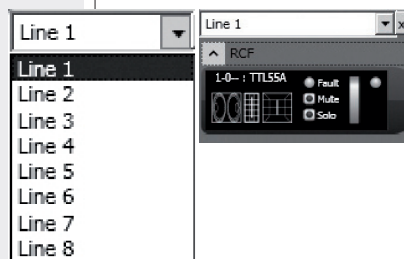 Line 1
Line 1
Line 2
Line 3
Line 4
Line 5
Line 6
Line 7
Line 8
Line 1
x
RCF
1-0-- : TTL55A
Fault
Mute
Solo